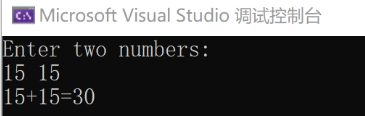 Microsoft Visual Studio 调试控制台
Enter two numbers:
15 15
15+15=30